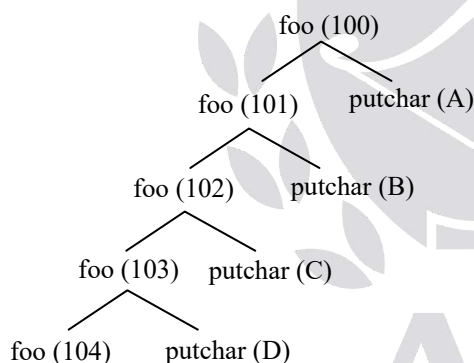 foo (100)
foo (101) putchar (A)
foo (102) putchar (B)
foo (103) putchar (C)
foo (104) putchar (D)